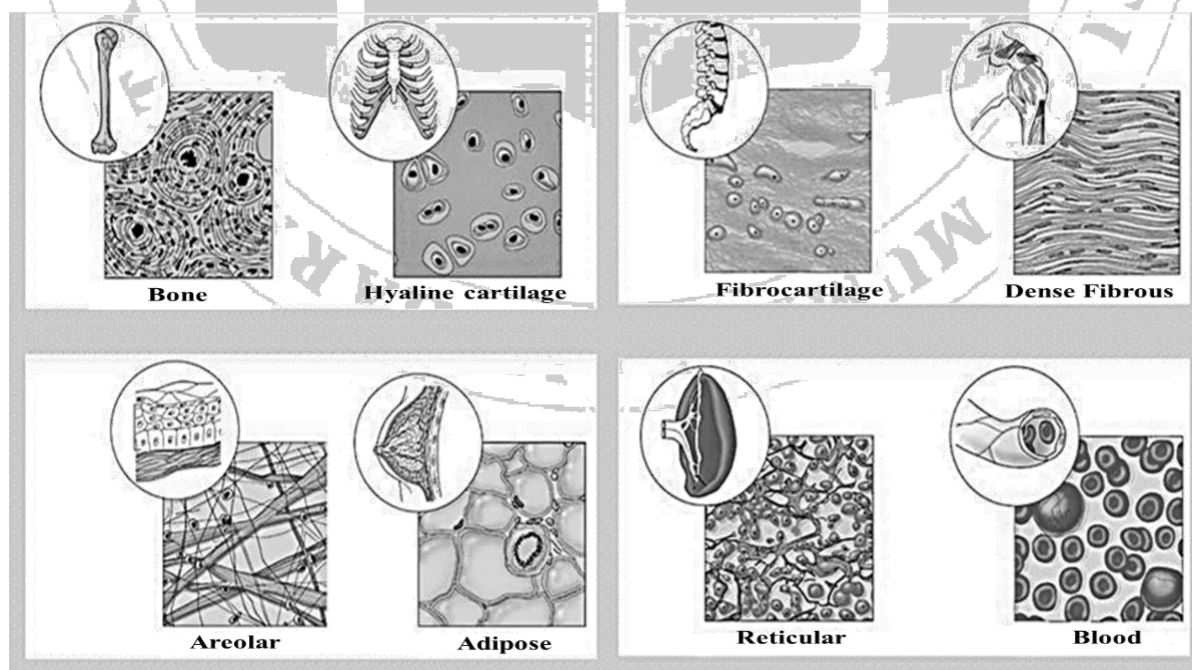 Bone
Hyaline cartilage
Fibrocartilage
Dense Fibrous
Areolar
Adipose
Reticular
Blood